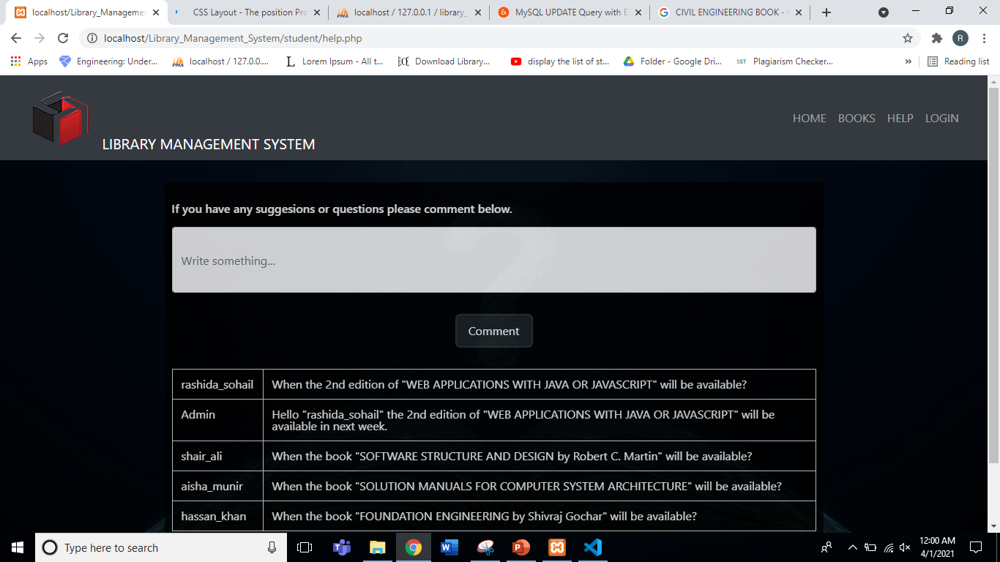 localhost/Library_Managemen
CSS Layout - The position Pro
localhost / 127.0.0.1 / library_
MySQL UPDATE Query with E
CIVIL ENGINEERING BOOK -
localhost/Library_Management_System/student/help.php
R
Apps
Engineering: Under...
localhost / 127.0.0....
Lorem Ipsum - All t...
Download Library...
display the list of st...
Folder - Google Dri...
SST
Plagiarism Checker...
»
Reading list
HOME BOOKS HELP LOGIN
LIBRARY MANAGEMENT SYSTEM
If you have any suggesions or questions please comment below.
Write something...
Comment
rashida_sohail When the 2nd edition of "WEB APPLICATIONS WITH JAVA OR JAVASCRIPT" will be available?
Admin Hello "rashida_sohail" the 2nd edition of "WEB APPLICATIONS WITH JAVA OR JAVASCRIPT" will be
available in next week.
shair_ali When the book "SOFTWARE STRUCTURE AND DESIGN by Robert C. Martin" will be available?
aisha_munir When the book "SOLUTION MANUALS FOR COMPUTER SYSTEM ARCHITECTURE" will be available?
hassan_khan When the book "FOUNDATION ENGINEERING by Shivraj Gochar" will be available?
Type here to search
12:00 AM
4/1/2021